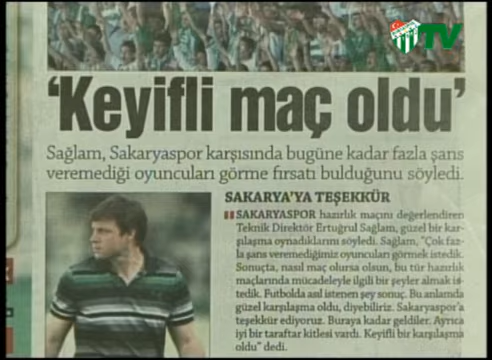 TV
'Keyifli maç oldu'
Sağlam, Sakaryaspor karşısında bugüne kadar fazla şans
veremediği oyuncuları görme fırsatı bulduğunu söyledi.
SAKARYA'YA TEŞEKKÜR
SAKARYASPOR hazırlık maçını değerlendiren
Teknik Direktör Ertuğrul Sağlam, güzel bir kar-
şılaşma oynadıklarını söyledi. Sağlam, "Çok faz-
la şans veremediğimiz oyuncuları görmek istedik.
Sonuçta, nasıl maç olursa olsun, bu tür hazırlık
maçlarında mücadeleyle ilgili bir şeyler almak is-
tedik. Futbolda asıl istenen şey sonuç. Bu anlamda
güzel karşılaşma oldu, diyebiliriz. Sakaryaspor'a
teşekkür ediyoruz. Buraya kadar geldiler. Ayrıca
iyi bir taraftar kitlesi vardı. Keyifli bir karşılaşma
oldu" dedi.